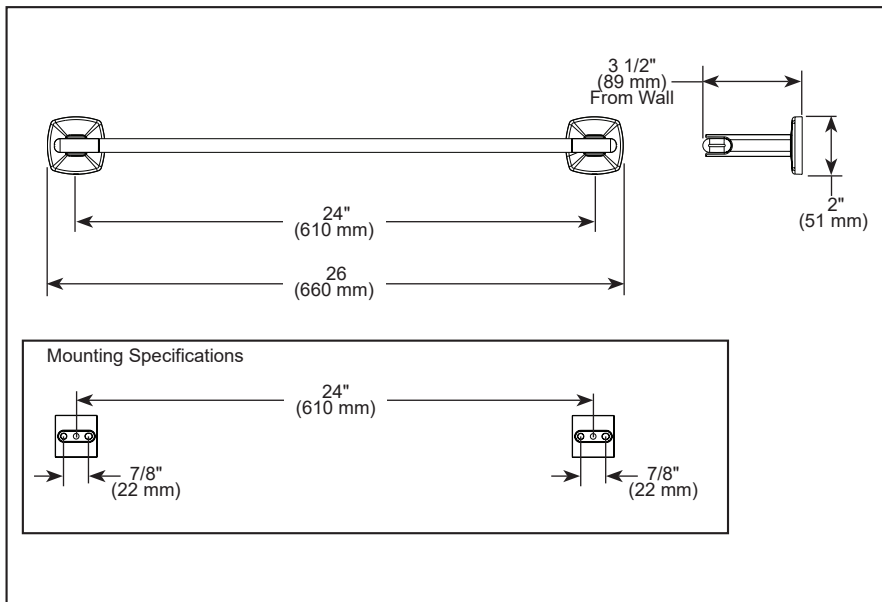 3 1/2"
(89 mm)
From Wall
2"
(51 mm)
24"
(610 mm)
26
(660 mm)
Mounting Specifications
24"
(610 mm)
7/8"
(22 mm)
7/8"
(22 mm)